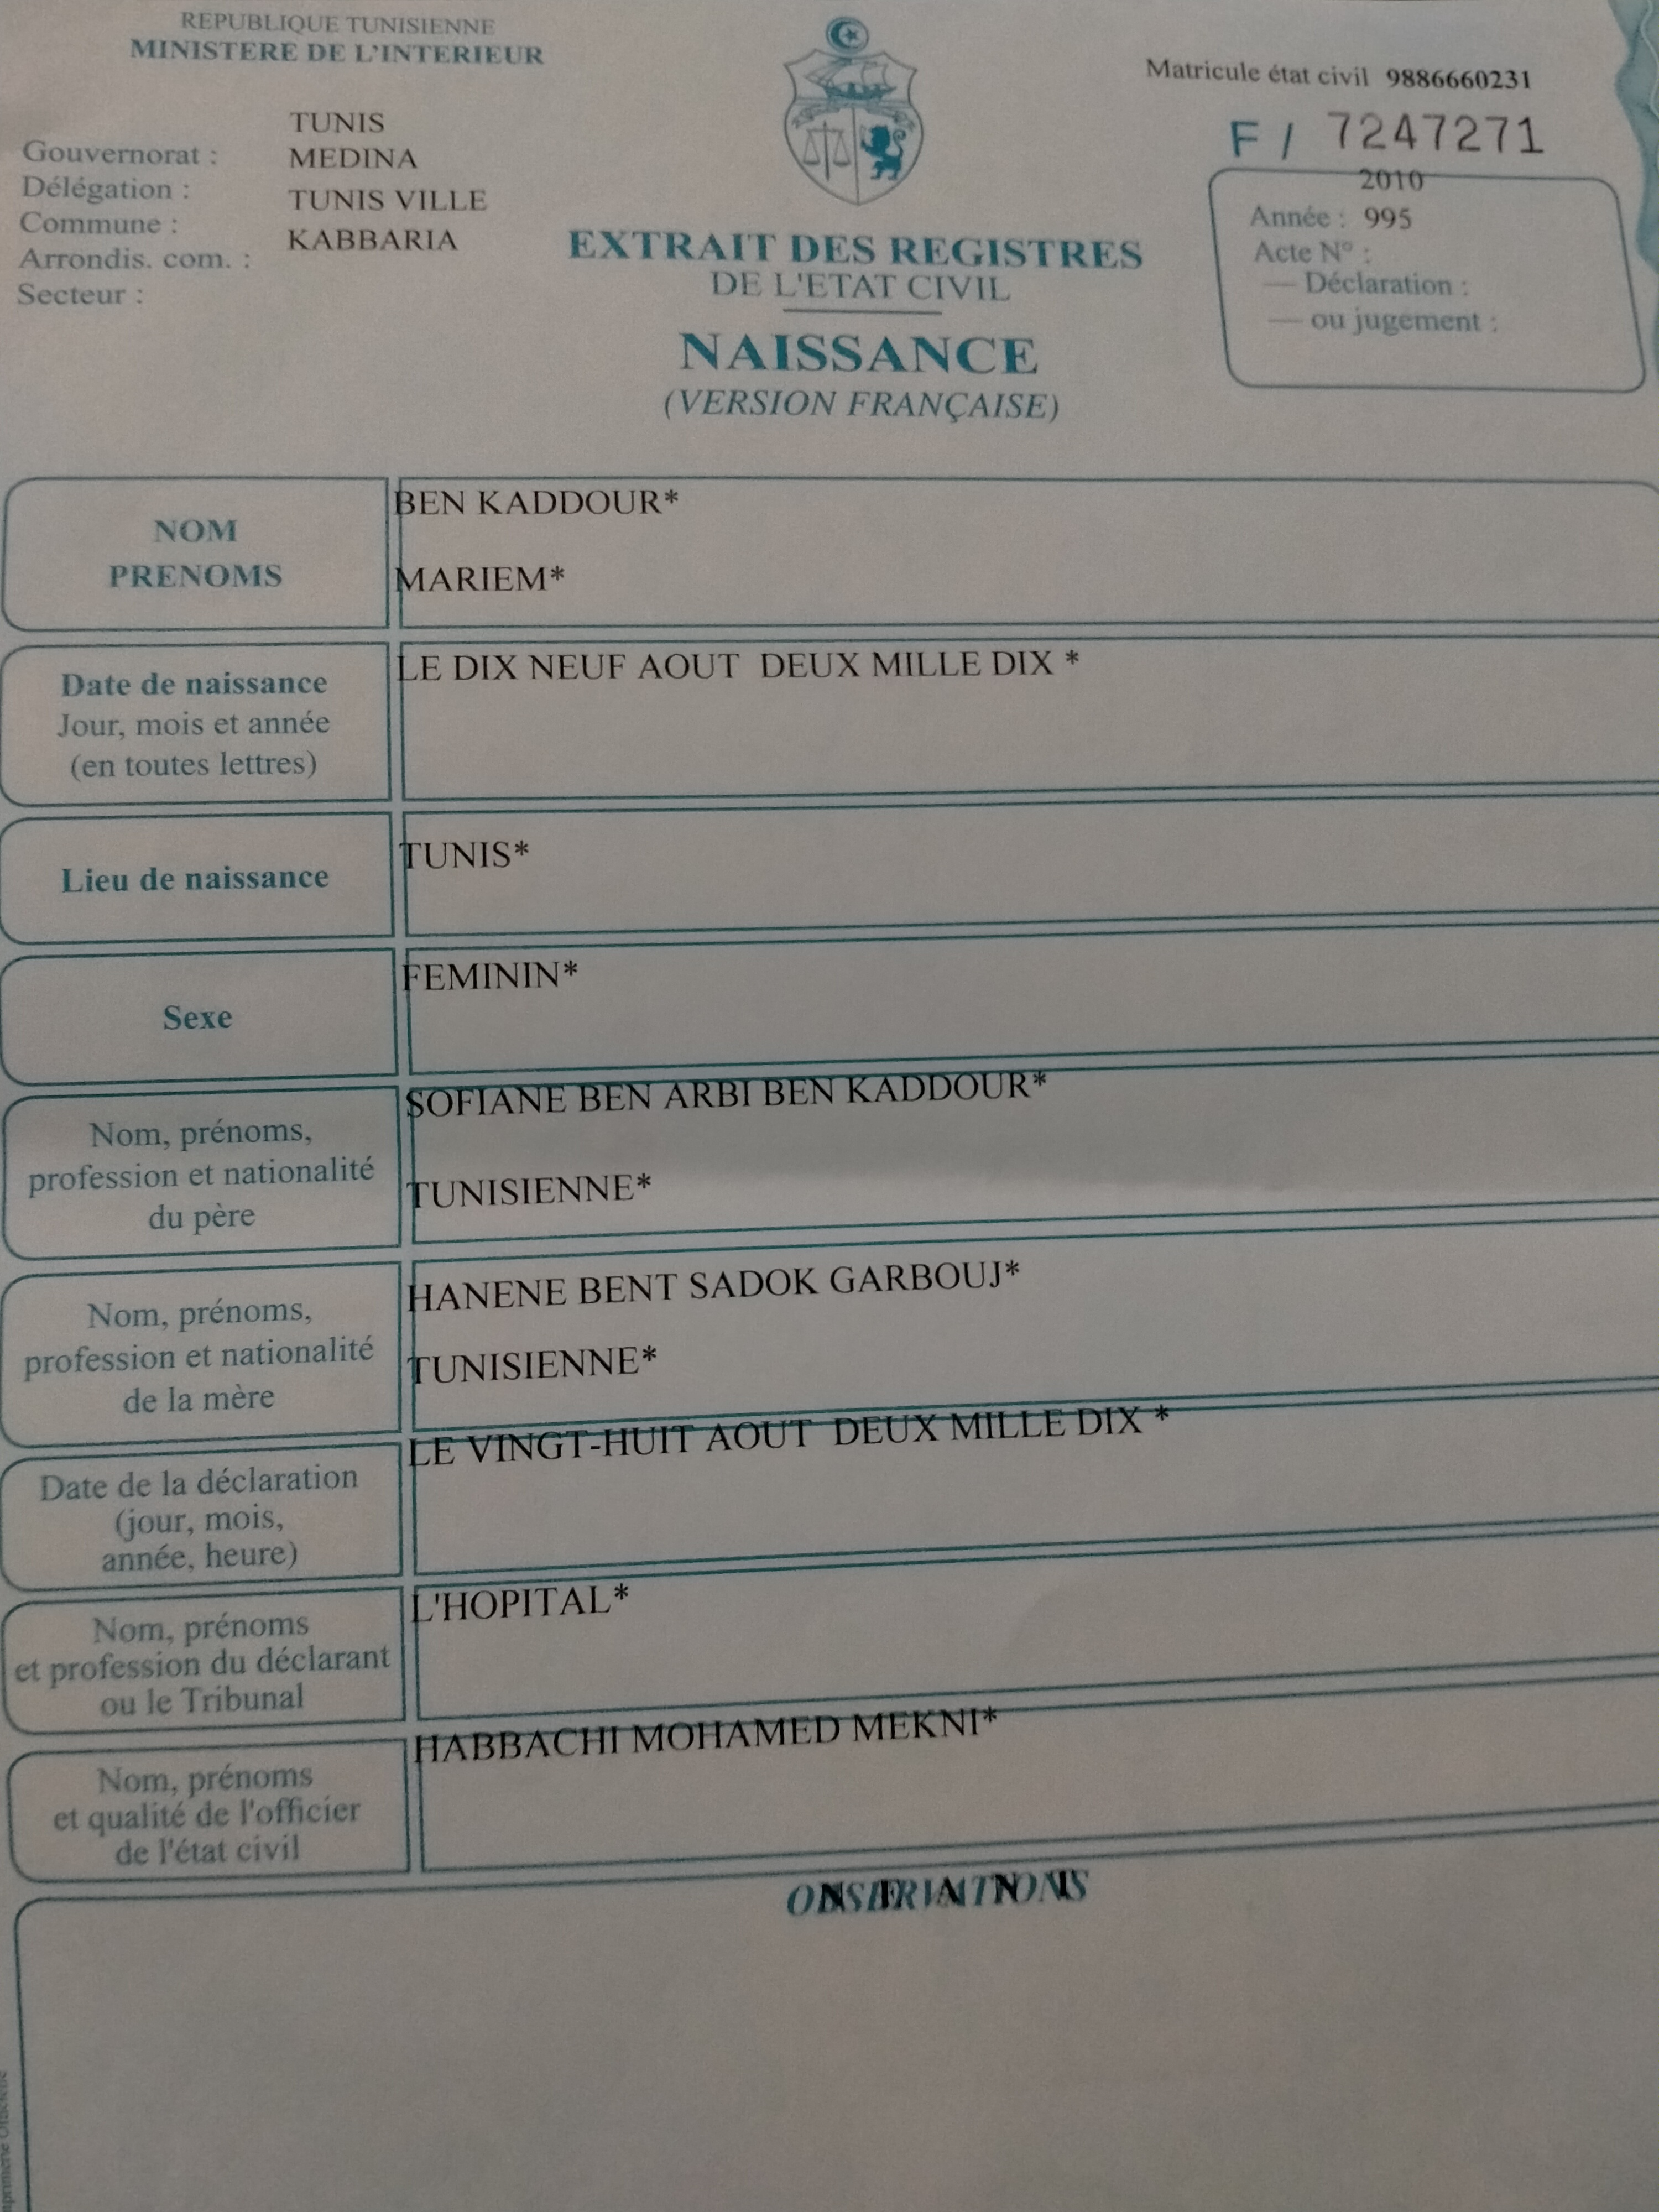 REPUBLIQUE TUNISIENNE
MINISTERE DE L'INTERIEUR
Matricule état civil 9886660231
F / 7247271
TUNIS
Gouvernorat : MEDINA
Délégation : TUNIS VILLE
Commune : KABBARIA
Arrondis. com. :
Secteur :
2010
Année : 995
Acte N° :
— Déclaration :
— ou jugement :
EXTRAIT DES REGISTRES
DE L'ETAT CIVIL
NAISSANCE
(VERSION FRANÇAISE)
NOM
PRENOMS
BEN KADDOUR*
MARIEM*
Date de naissance
Jour, mois et année
(en toutes lettres)
LE DIX NEUF AOUT DEUX MILLE DIX *
Lieu de naissance
TUNIS*
Sexe
FEMININ*
Nom, prénoms,
profession et nationalité
du père
SOFIANE BEN ARBI BEN KADDOUR*
TUNISIENNE*
Nom, prénoms,
profession et nationalité
de la mère
HANENE BENT SADOK GARBOUJ*
TUNISIENNE*
Date de la déclaration
(jour, mois,
année, heure)
LE VINGT-HUIT AOUT DEUX MILLE DIX *
Nom, prénoms
et profession du déclarant
ou le Tribunal
L'HOPITAL*
Nom, prénoms
et qualité de l'officier
de l'état civil
HABBACHI MOHAMED MEKNI*
OBSERVATIONS